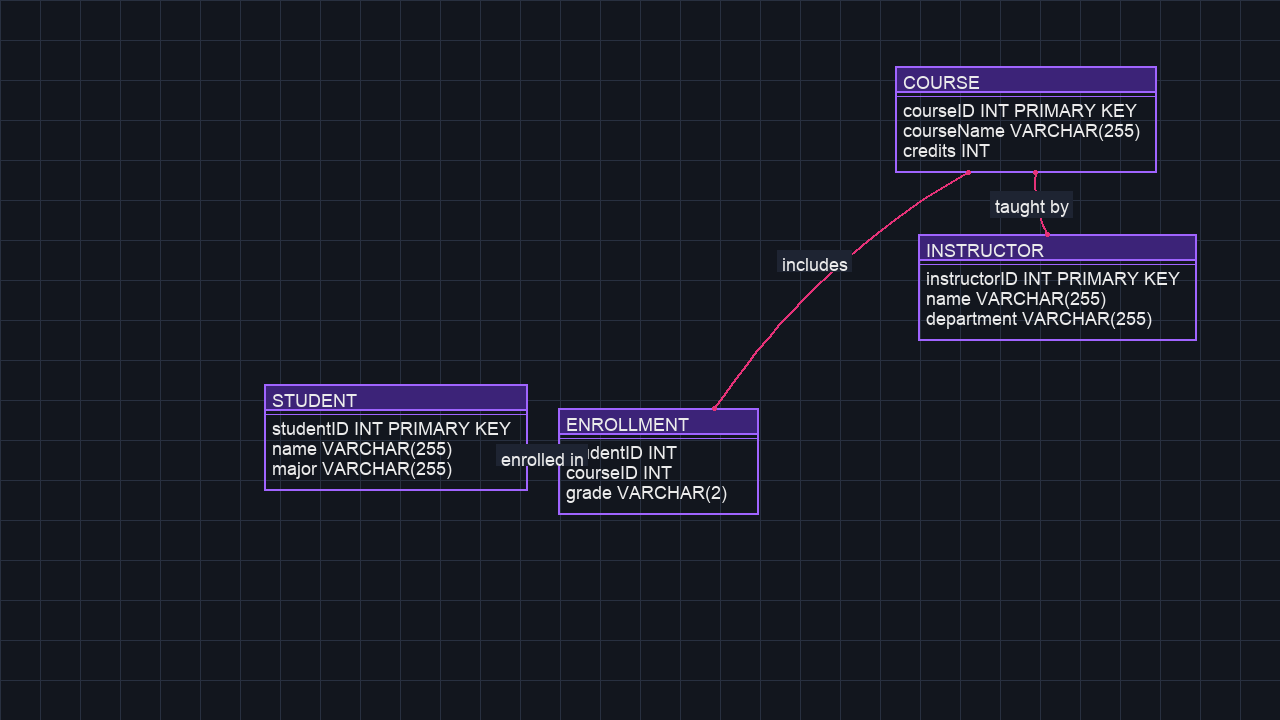 COURSE
courseID INT PRIMARY KEY
courseName VARCHAR(255)
credits INT
taught by
INSTRUCTOR
instructorID INT PRIMARY KEY
name VARCHAR(255)
department VARCHAR(255)
includes
STUDENT
studentID INT PRIMARY KEY
name VARCHAR(255)
major VARCHAR(255)
enrolled in
ENROLLMENT
INT
courseID INT
grade VARCHAR(2)